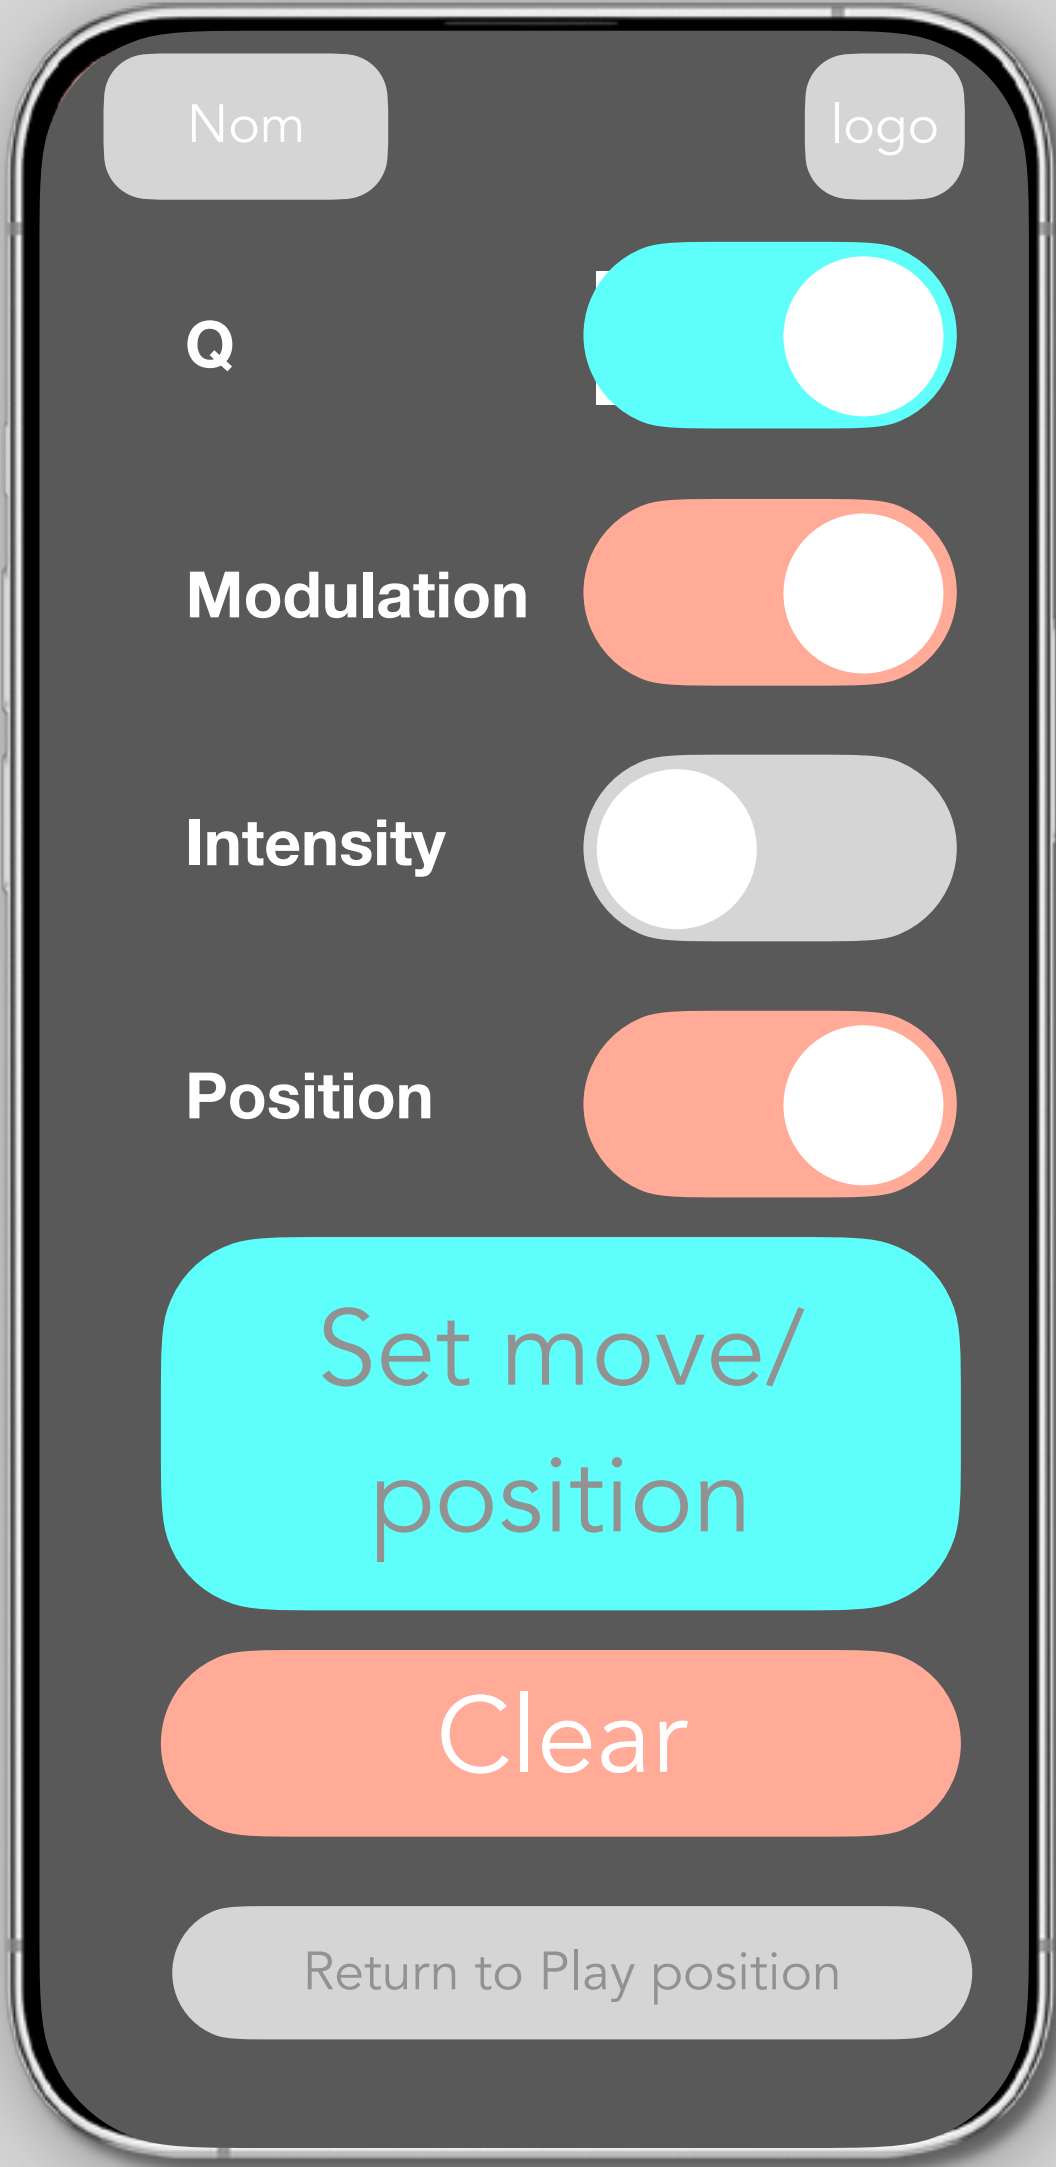 Nom
logo
Q
Modulation
Intensity
Position
Set move/
position
Clear
Return to Play position